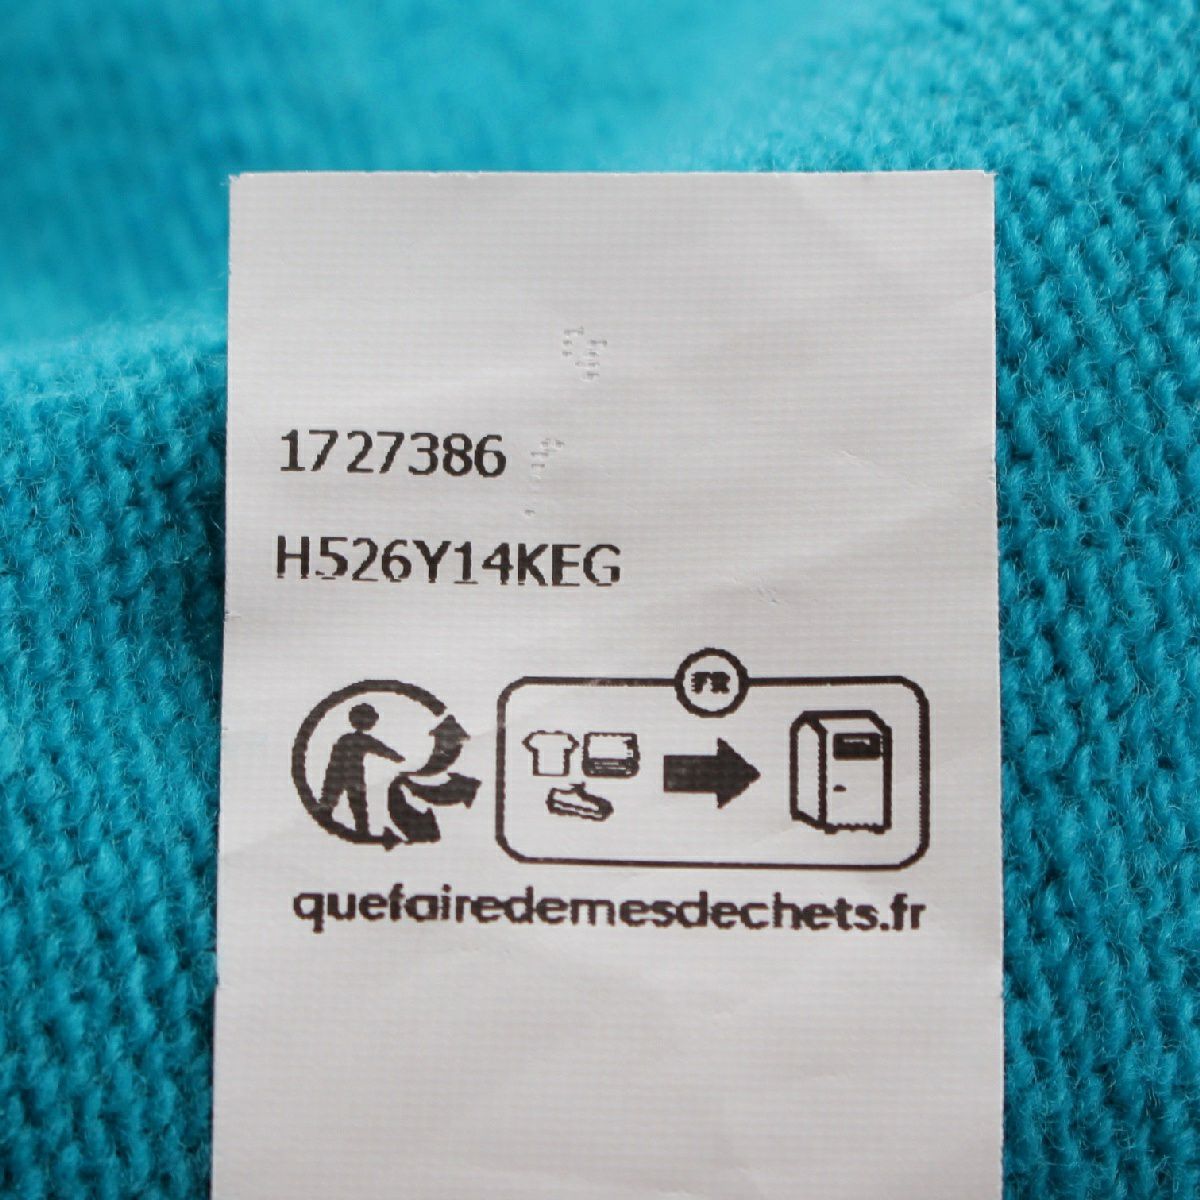 1727386
H526Y14KEG
FR
quefairedemesdechets.fr